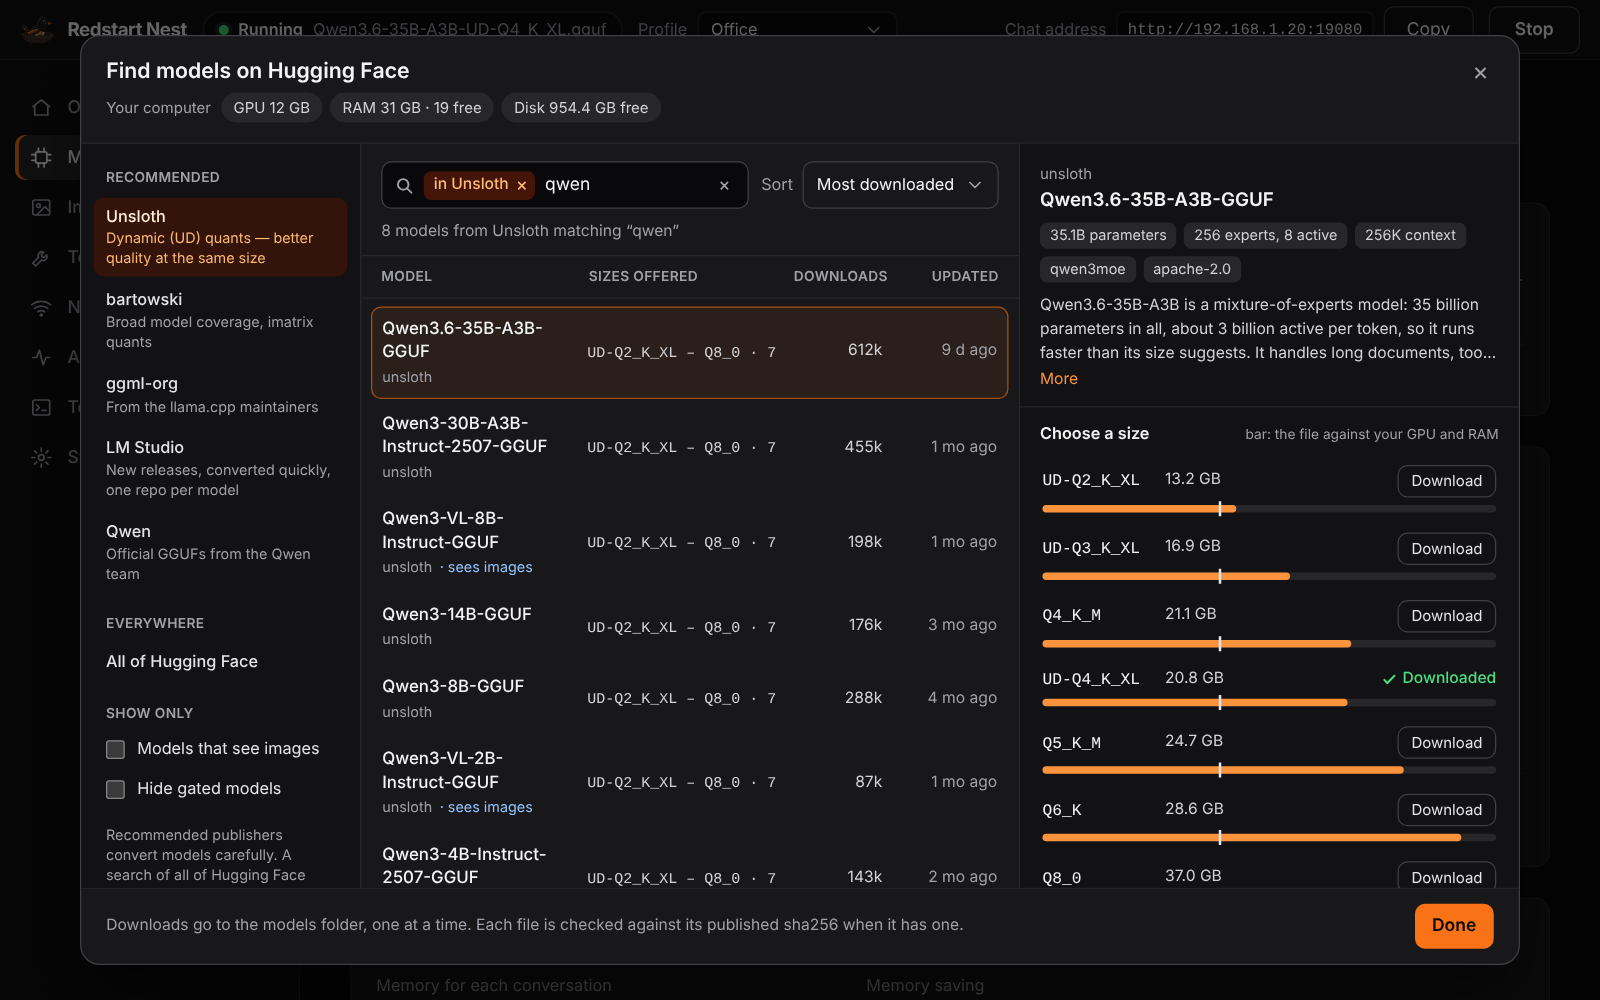 Redstart Nest
Running Qwen3.6-35B-A3B-UD-Q4_K_XL.gguf
Profile Office
Chat address http://192.168.1.20:19080
Copy
Stop
Find models on Hugging Face
Your computer GPU 12 GB RAM 31 GB · 19 free Disk 954.4 GB free
RECOMMENDED
Unsloth
Dynamic (UD) quants — better
quality at the same size
bartowski
Broad model coverage, imatrix
quants
ggml-org
From the llama.cpp maintainers
LM Studio
New releases, converted quickly,
one repo per model
Qwen
Official GGUFs from the Qwen
team
EVERYWHERE
All of Hugging Face
SHOW ONLY
Models that see images
Hide gated models
Recommended publishers
convert models carefully. A
search of all of Hugging Face
in Unsloth × qwen
Sort Most downloaded
8 models from Unsloth matching “qwen”
MODEL SIZES OFFERED DOWNLOADS UPDATED
Qwen3.6-35B-A3B-
GGUF
unsloth
UD-Q2_K_XL – Q8_0 · 7 612k 9 d ago
Qwen3-30B-A3B-
Instruct-2507-GGUF
unsloth
UD-Q2_K_XL – Q8_0 · 7 455k 1 mo ago
Qwen3-VL-8B-
Instruct-GGUF
unsloth · sees images
UD-Q2_K_XL – Q8_0 · 7 198k 1 mo ago
Qwen3-14B-GGUF
unsloth
UD-Q2_K_XL – Q8_0 · 7 176k 3 mo ago
Qwen3-8B-GGUF
unsloth
UD-Q2_K_XL – Q8_0 · 7 288k 4 mo ago
Qwen3-VL-2B-
Instruct-GGUF
unsloth · sees images
UD-Q2_K_XL – Q8_0 · 7 87k 1 mo ago
Qwen3-4B-Instruct-
2507-GGUF
UD-Q2_K_XL – Q8_0 · 7 143k 2 mo ago
unsloth
Qwen3.6-35B-A3B-GGUF
35.1B parameters 256 experts, 8 active 256K context
qwen3moe apache-2.0
Qwen3.6-35B-A3B is a mixture-of-experts model: 35 billion
parameters in all, about 3 billion active per token, so it runs
faster than its size suggests. It handles long documents, too...
More
Choose a size bar: the file against your GPU and RAM
UD-Q2_K_XL 13.2 GB Download
UD-Q3_K_XL 16.9 GB Download
Q4_K_M 21.1 GB Download
UD-Q4_K_XL 20.8 GB Downloaded
Q5_K_M 24.7 GB Download
Q6_K 28.6 GB Download
Q8_0 37.0 GB Download
Downloads go to the models folder, one at a time. Each file is checked against its published sha256 when it has one.
Done
Memory for each conversation
Memory saving